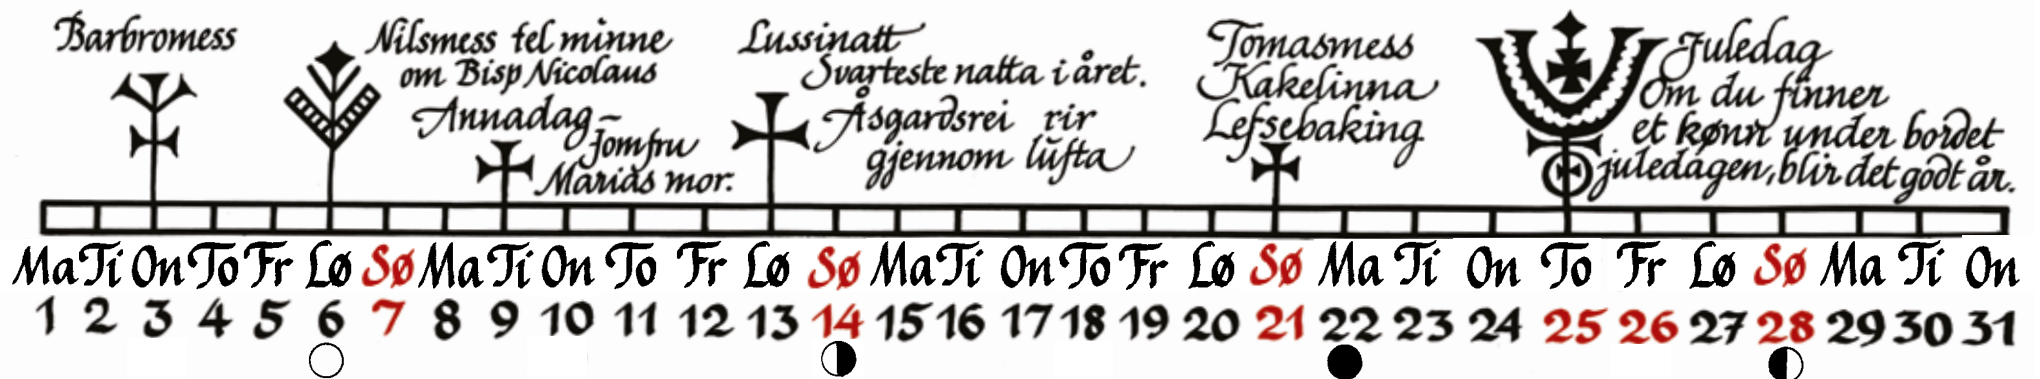 Barbromess
Nilsmess tel minne
om Bisp Nicolaus
Annadag-
Jomfru
Marias mor.
Lussinatt
Svarteste natta i året.
Åsgardsrei rir
gjennom lufta
Tomasmess
Kakelinna
Lefsebaking
Juledag
Om du finner
et kønn under bordet
juledagen, blir det godt år.
Ma Ti On To Fr Lø Sø Ma Ti On To Fr Lø Sø Ma Ti On To Fr Lø Sø Ma Ti On To Fr Lø Sø Ma Ti On
1 2 3 4 5 6 7 8 9 10 11 12 13 14 15 16 17 18 19 20 21 22 23 24 25 26 27 28 29 30 31